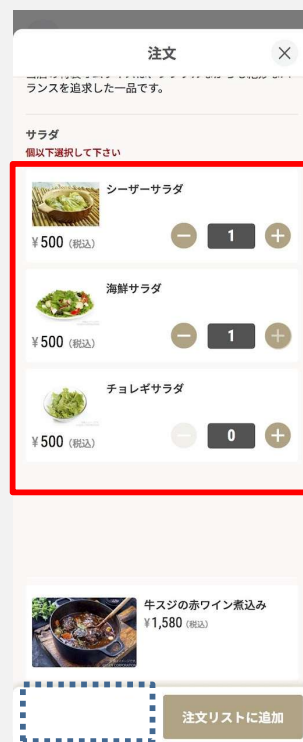 注文
ランスを追求した一品です。
サラダ
個以下選択して下さい
シーザーサラダ
¥500 (税込)
1
海鮮サラダ
¥500 (税込)
1
チョレギサラダ
¥500 (税込)
0
牛スジの赤ワイン煮込み
¥1,580 (税込)
注文リストに追加